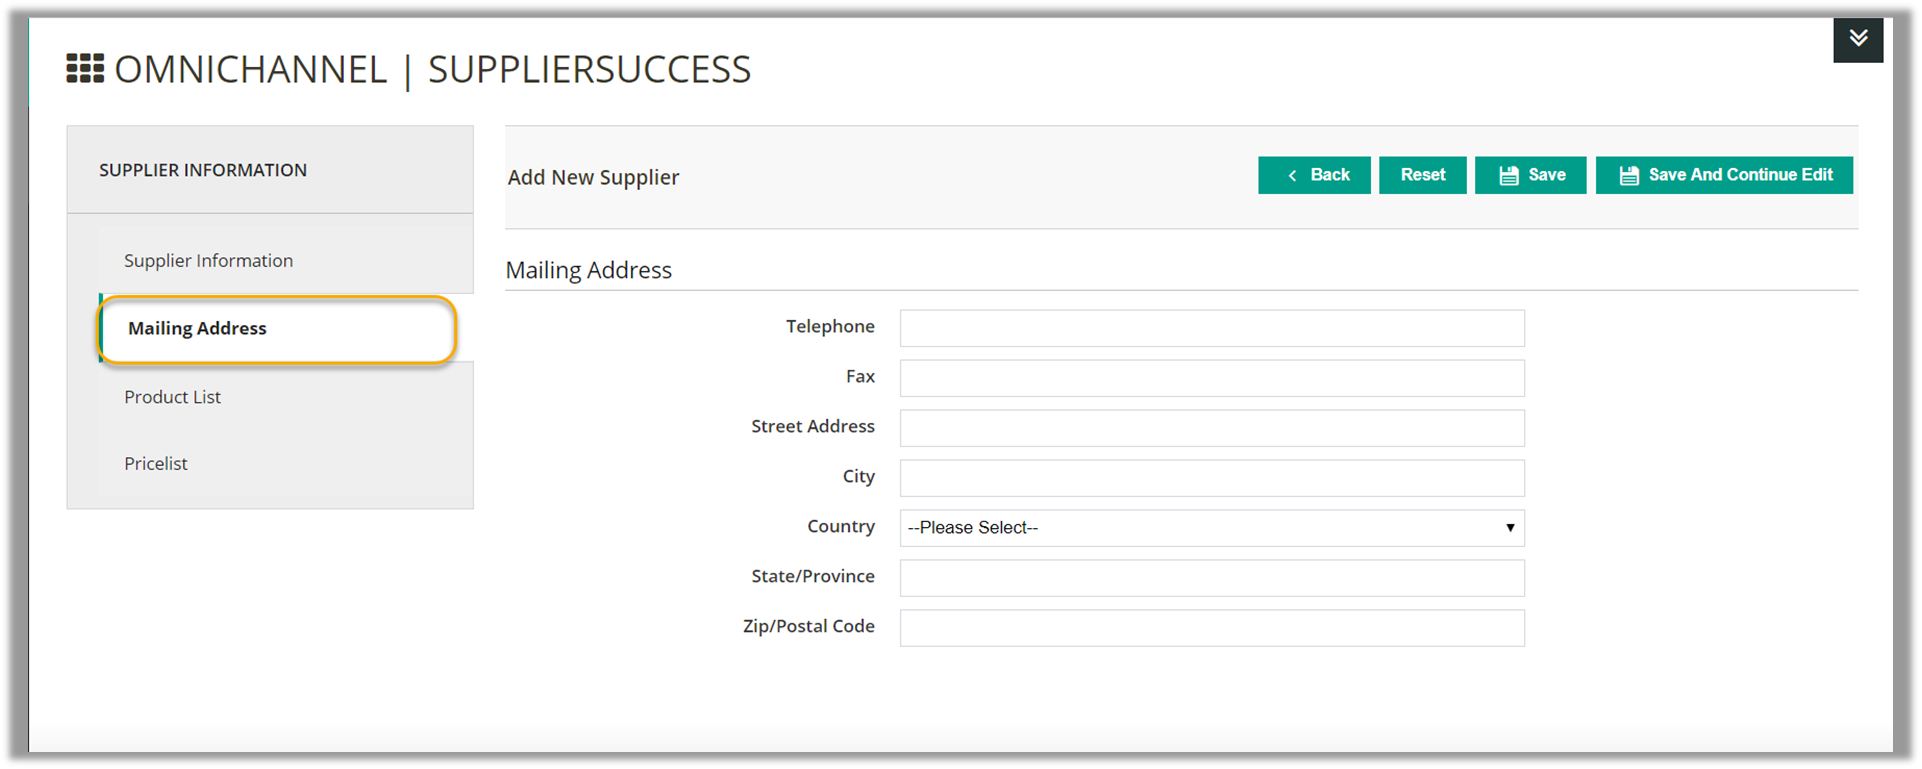 OMNICHANNEL | SUPPLIERSUCCESS
SUPPLIER INFORMATION
Supplier Information
Mailing Address
Product List
Pricelist
Add New Supplier
Back
Reset
Save
Save And Continue Edit
Mailing Address
Telephone
Fax
Street Address
City
Country
--Please Select--
State/Province
Zip/Postal Code